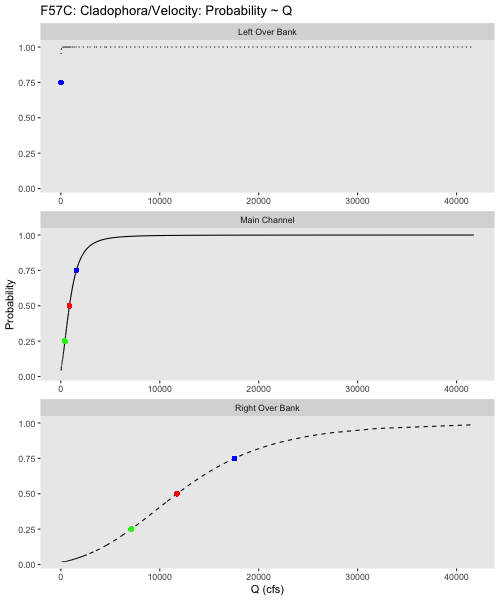 F57C: Cladophora/Velocity: Probability ~ Q
Left Over Bank
1.00
0.75
0.50
0.25
0.00
0 10000 20000 30000 40000
Main Channel
1.00
0.75
0.50
0.25
0.00
0 10000 20000 30000 40000
Probability
Right Over Bank
1.00
0.75
0.50
0.25
0.00
0 10000 20000 30000 40000
Q (cfs)